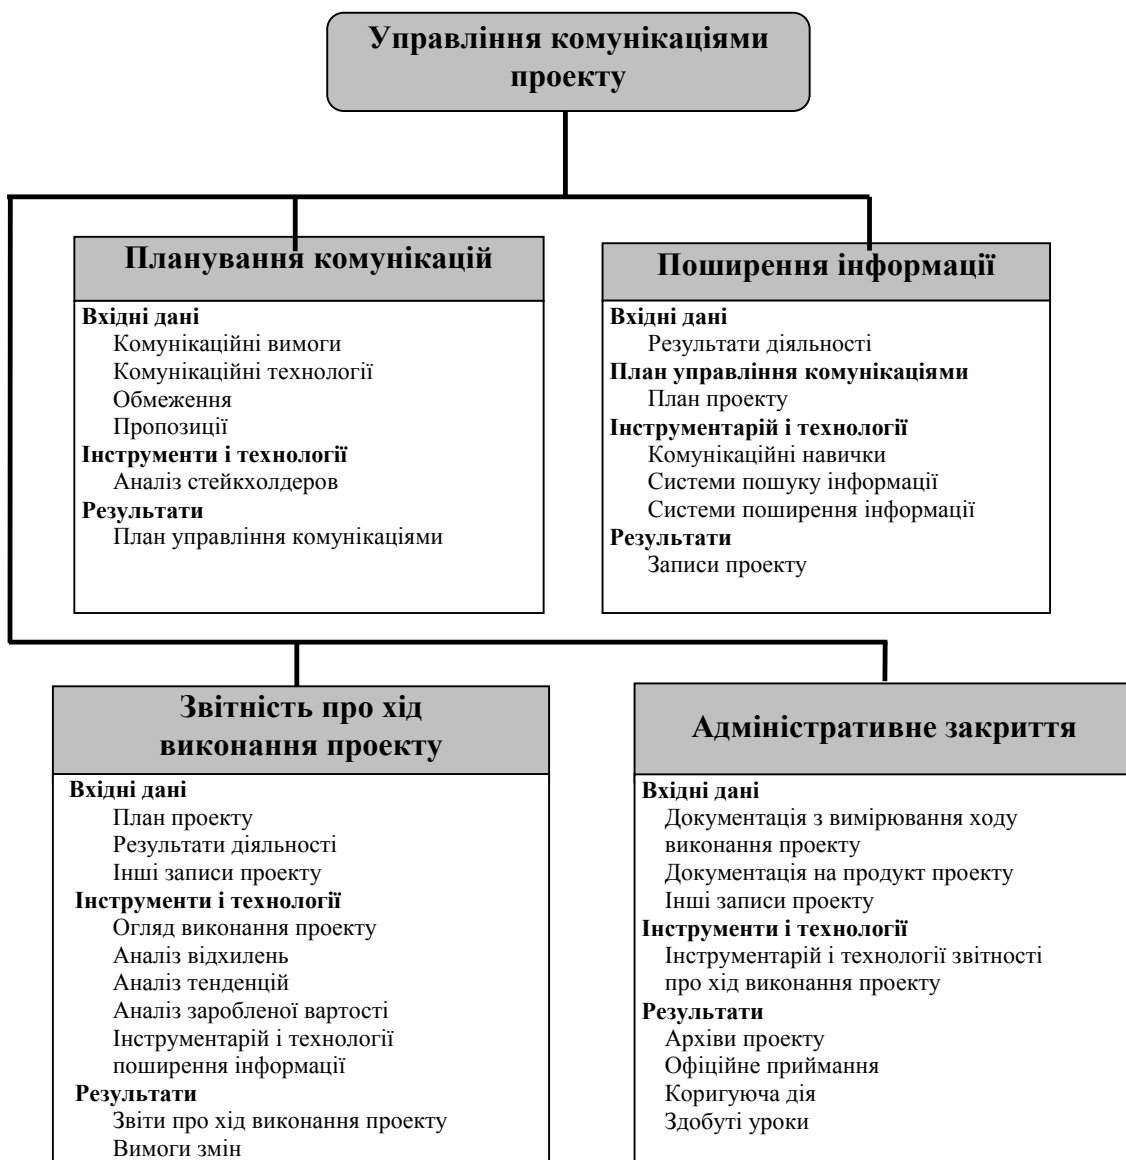 Управління комунікаціями
проекту
Планування комунікацій
Вхідні дані
Комунікаційні вимоги
Комунікаційні технології
Обмеження
Пропозиції
Інструменти і технології
Аналіз стейкхолдеров
Результати
План управління комунікаціями
Поширення інформації
Вхідні дані
Результати діяльності
План управління комунікаціями
План проекту
Інструментарій і технології
Комунікаційні навички
Системи пошуку інформації
Системи поширення інформації
Результати
Записи проекту
Звітність про хід
виконання проекту
Вхідні дані
План проекту
Результати діяльності
Інші записи проекту
Інструменти і технології
Огляд виконання проекту
Аналіз відхилень
Аналіз тенденцій
Аналіз заробленої вартості
Інструментарій і технології
поширення інформації
Результати
Звіти про хід виконання проекту
Вимоги змін
Адміністративне закриття
Вхідні дані
Документація з вимірювання ходу
виконання проекту
Документація на продукт проекту
Інші записи проекту
Інструменти і технології
Інструментарій і технології звітності
про хід виконання проекту
Результати
Архіви проекту
Офіційне приймання
Коригуюча дія
Здобуті уроки